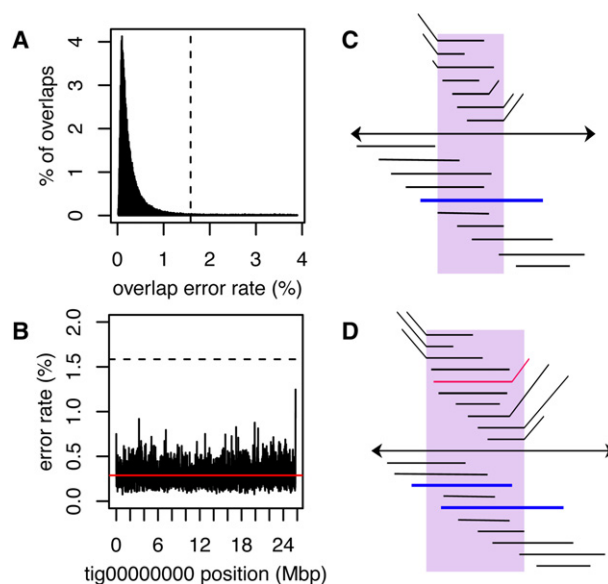 A
% of overlaps
4
3
2
1
0
0 1 2 3 4
overlap error rate (%)
B
error rate (%)
2.0
1.5
1.0
0.5
0.0
0 6 12 18 24
tig00000000 position (Mbp)
C
D